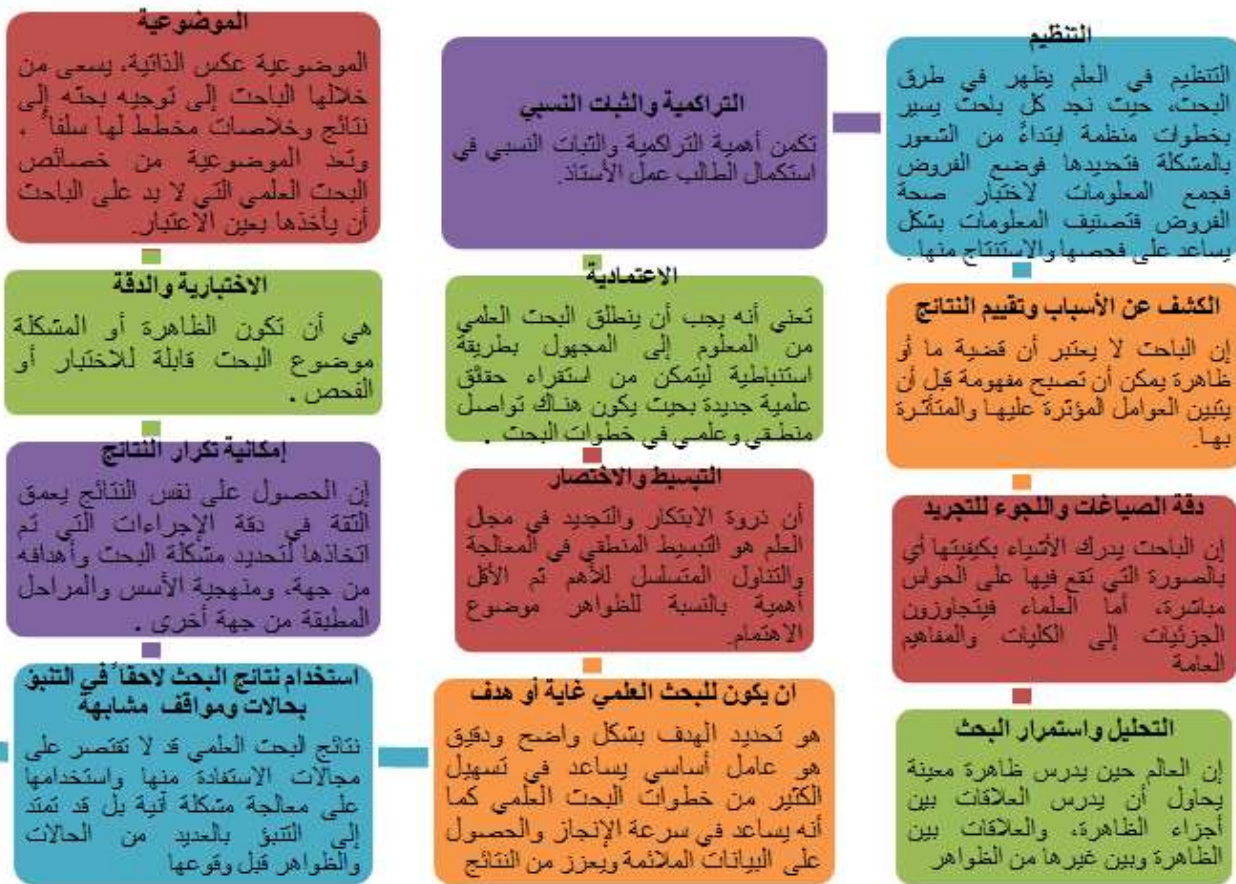 التنظيم
التنظيم في العلم يظهر في طرق
البحث، حيث نجد كل باحث يسير
بخطوات منظمة ابتداءً من الشعور
بالمشكلة فتحديدها فوضع الفروض
فجمع المعلومات لاختبار صحة
الفروض فتصنيف المعلومات بشكل
يساعد على فحصها والاستنتاج منها .
الكشف عن الأسباب وتقييم النتائج
إن الباحث لا يعتبر أن قضية ما أو
ظاهرة يمكن أن تصبح مفهومة قبل أن
يتبين العوامل المؤثرة عليها والمتأثرة
بها.
دقة الصياغات واللجوء للتجريد
إن الباحث يدرك الأشياء بكيفيتها أي
بالصورة التي تقع فيها على الحواس
مباشرة، أما العلماء فيتجاوزون
الجزئيات إلى الكليات والمفاهيم
العامة
التحليل واستمرار البحث
إن العالم حين يدرس ظاهرة معينة
يحاول أن يدرس العلاقات بين
أجزاء الظاهرة، والعلاقات بين
الظاهرة وبين غيرها من الظواهر
التراكمية والثبات النسبي
تكمن أهمية التراكمية والثبات النسبي في
استكمال الطالب عمل الأستاذ.
الاعتمادية
تعني أنه يجب أن ينطلق البحث العلمي
من المعلوم إلى المجهول بطريقة
استنباطية ليتمكن من استقراء حقائق
علمية جديدة بحيث يكون هناك تواصل
منطقي وعلمي في خطوات البحث .
التبسيط والاختصار
أن ذروة الابتكار والتجديد في مجل
العلم هو التبسيط المنطقي في المعالجة
والتناول المتسلسل للأهم ثم الأقل
أهمية بالنسبة للظواهر موضوع
الاهتمام.
ان يكون للبحث العلمي غاية أو هدف
هو تحديد الهدف بشكل واضح ودقيق
هو عامل أساسي يساعد في تسهيل
الكثير من خطوات البحث العلمي كما
أنه يساعد في سرعة الإنجاز والحصول
على البيانات الملائمة ويعزز من النتائج
الموضوعية
الموضوعية عكس الذاتية، يسعى من
خلالها الباحث إلى توجيه بحثه إلى
نتائج وخلاصات مخطط لها سلفاً .
وتعد الموضوعية من خصائص
البحث العلمي التي لا بد على الباحث
أن يأخذها بعين الاعتبار.
الاختبارية والدقة
هي أن تكون الظاهرة أو المشكلة
موضوع البحث قابلة للاختبار أو
الفحص .
إمكانية تكرار النتائج
إن الحصول على نفس النتائج يعمق
الثقة في دقة الإجراءات التي تم
اتخاذها لتحديد مشكلة البحث وأهدافه
من جهة، ومنهجية الأسس والمراحل
المطبقة من جهة أخرى .
استخدام نتائج البحث لاحقاً في التنبؤ
بحالات ومواقف مشابهة
نتائج البحث العلمي قد لا تقتصر على
مجالات الاستفادة منها واستخدامها
على معالجة مشكلة آنية بل قد تمتد
إلى التنبؤ بالعديد من الحالات
والظواهر قبل وقوعها